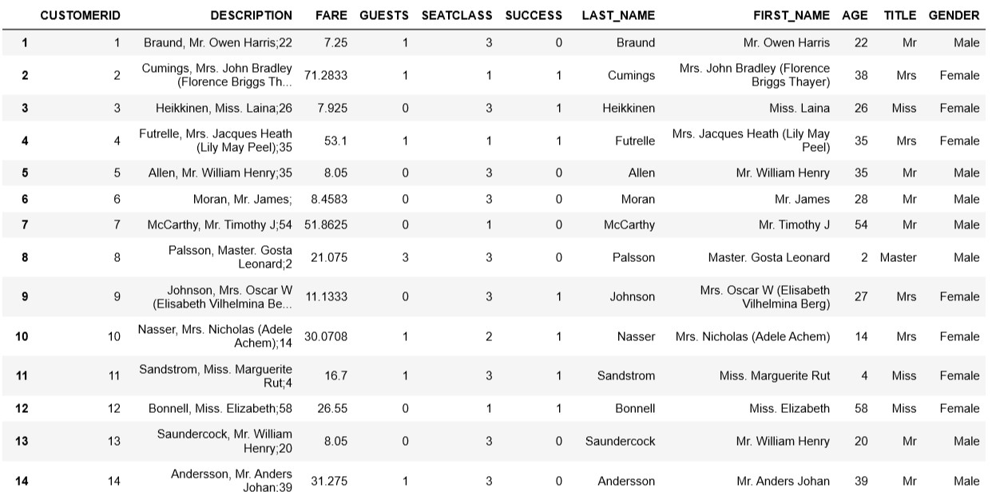 CUSTOMERID DESCRIPTION FARE GUESTS SEATCLASS SUCCESS LAST_NAME FIRST_NAME AGE TITLE GENDER
1 1 Braund, Mr. Owen Harris;22 7.25 1 3 0 Braund Mr. Owen Harris 22 Mr Male
2 2 Cumings, Mrs. John Bradley (Florence Briggs Th... 71.2833 1 1 1 Cumings Mrs. John Bradley (Florence Briggs Thayer) 38 Mrs Female
3 3 Heikkinen, Miss. Laina;26 7.925 0 3 1 Heikkinen Miss. Laina 26 Miss Female
4 4 Futrelle, Mrs. Jacques Heath (Lily May Peel);35 53.1 1 1 1 Futrelle Mrs. Jacques Heath (Lily May Peel) 35 Mrs Female
5 5 Allen, Mr. William Henry;35 8.05 0 3 0 Allen Mr. William Henry 35 Mr Male
6 6 Moran, Mr. James; 8.4583 0 3 0 Moran Mr. James 28 Mr Male
7 7 McCarthy, Mr. Timothy J;54 51.8625 0 1 0 McCarthy Mr. Timothy J 54 Mr Male
8 8 Palsson, Master. Gosta Leonard;2 21.075 3 3 0 Palsson Master. Gosta Leonard 2 Master Male
9 9 Johnson, Mrs. Oscar W (Elisabeth Vilhelmina Be... 11.1333 0 3 1 Johnson Mrs. Oscar W (Elisabeth Vilhelmina Berg) 27 Mrs Female
10 10 Nasser, Mrs. Nicholas (Adele Achem);14 30.0708 1 2 1 Nasser Mrs. Nicholas (Adele Achem) 14 Mrs Female
11 11 Sandstrom, Miss. Marguerite Rut;4 16.7 1 3 1 Sandstrom Miss. Marguerite Rut 4 Miss Female
12 12 Bonnell, Miss. Elizabeth;58 26.55 0 1 1 Bonnell Miss. Elizabeth 58 Miss Female
13 13 Saundercock, Mr. William Henry;20 8.05 0 3 0 Saundercock Mr. William Henry 20 Mr Male
14 14 Andersson, Mr. Anders Johan;39 31.275 1 3 0 Andersson Mr. Anders Johan 39 Mr Male